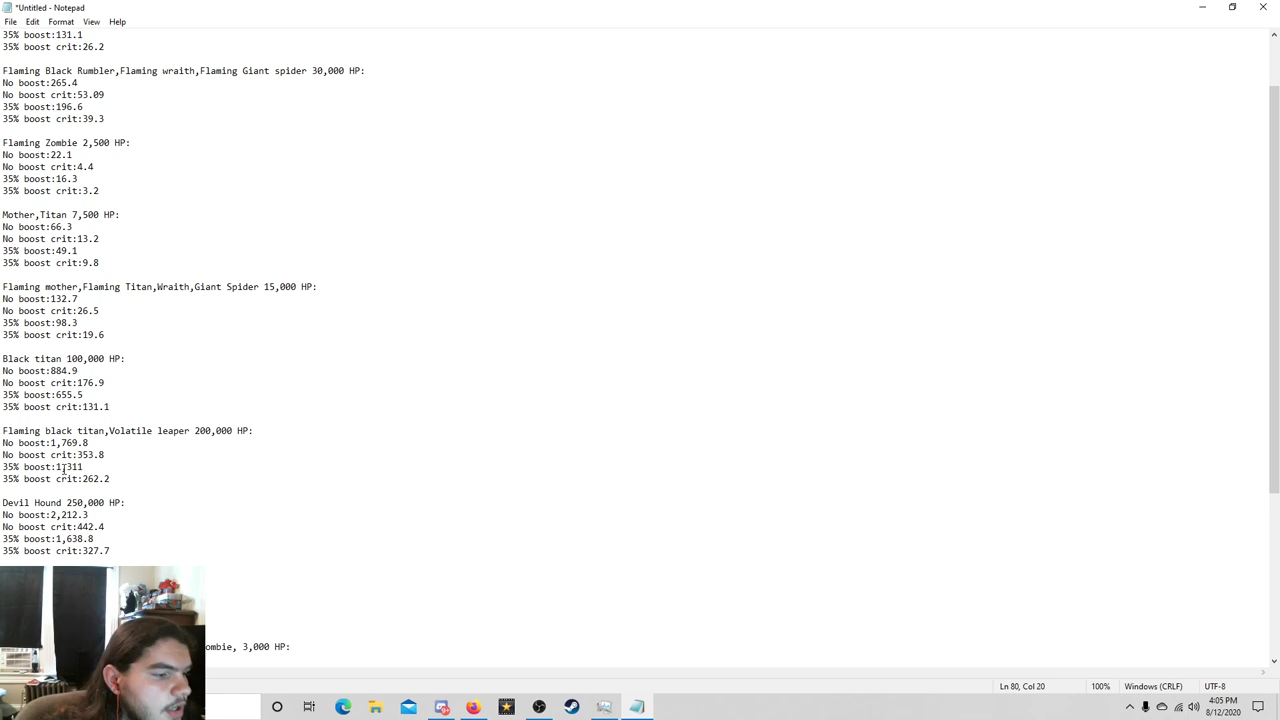 *Untitled - Notepad
File Edit Format View Help
35% boost:131.1
35% boost crit:26.2
Flaming Black Rumbler,Flaming wraith,Flaming Giant spider 30,000 HP:
No boost:265.4
No boost crit:53.09
35% boost:196.6
35% boost crit:39.3
Flaming Zombie 2,500 HP:
No boost:22.1
No boost crit:4.4
35% boost:16.3
35% boost crit:3.2
Mother,Titan 7,500 HP:
No boost:66.3
No boost crit:13.2
35% boost:49.1
35% boost crit:9.8
Flaming mother,Flaming Titan,Wraith,Giant Spider 15,000 HP:
No boost:132.7
No boost crit:26.5
35% boost:98.3
35% boost crit:19.6
Black titan 100,000 HP:
No boost:884.9
No boost crit:176.9
35% boost:655.5
35% boost crit:131.1
Flaming black titan,Volatile leaper 200,000 HP:
No boost:1,769.8
No boost crit:353.8
35% boost:1,311
35% boost crit:262.2
Devil Hound 250,000 HP:
No boost:2,212.3
No boost crit:442.4
35% boost:1,638.8
35% boost crit:327.7
ombie, 3,000 HP:
Ln 80, Col 20 100% Windows (CRLF) UTF-8
4:05 PM
8/12/2020